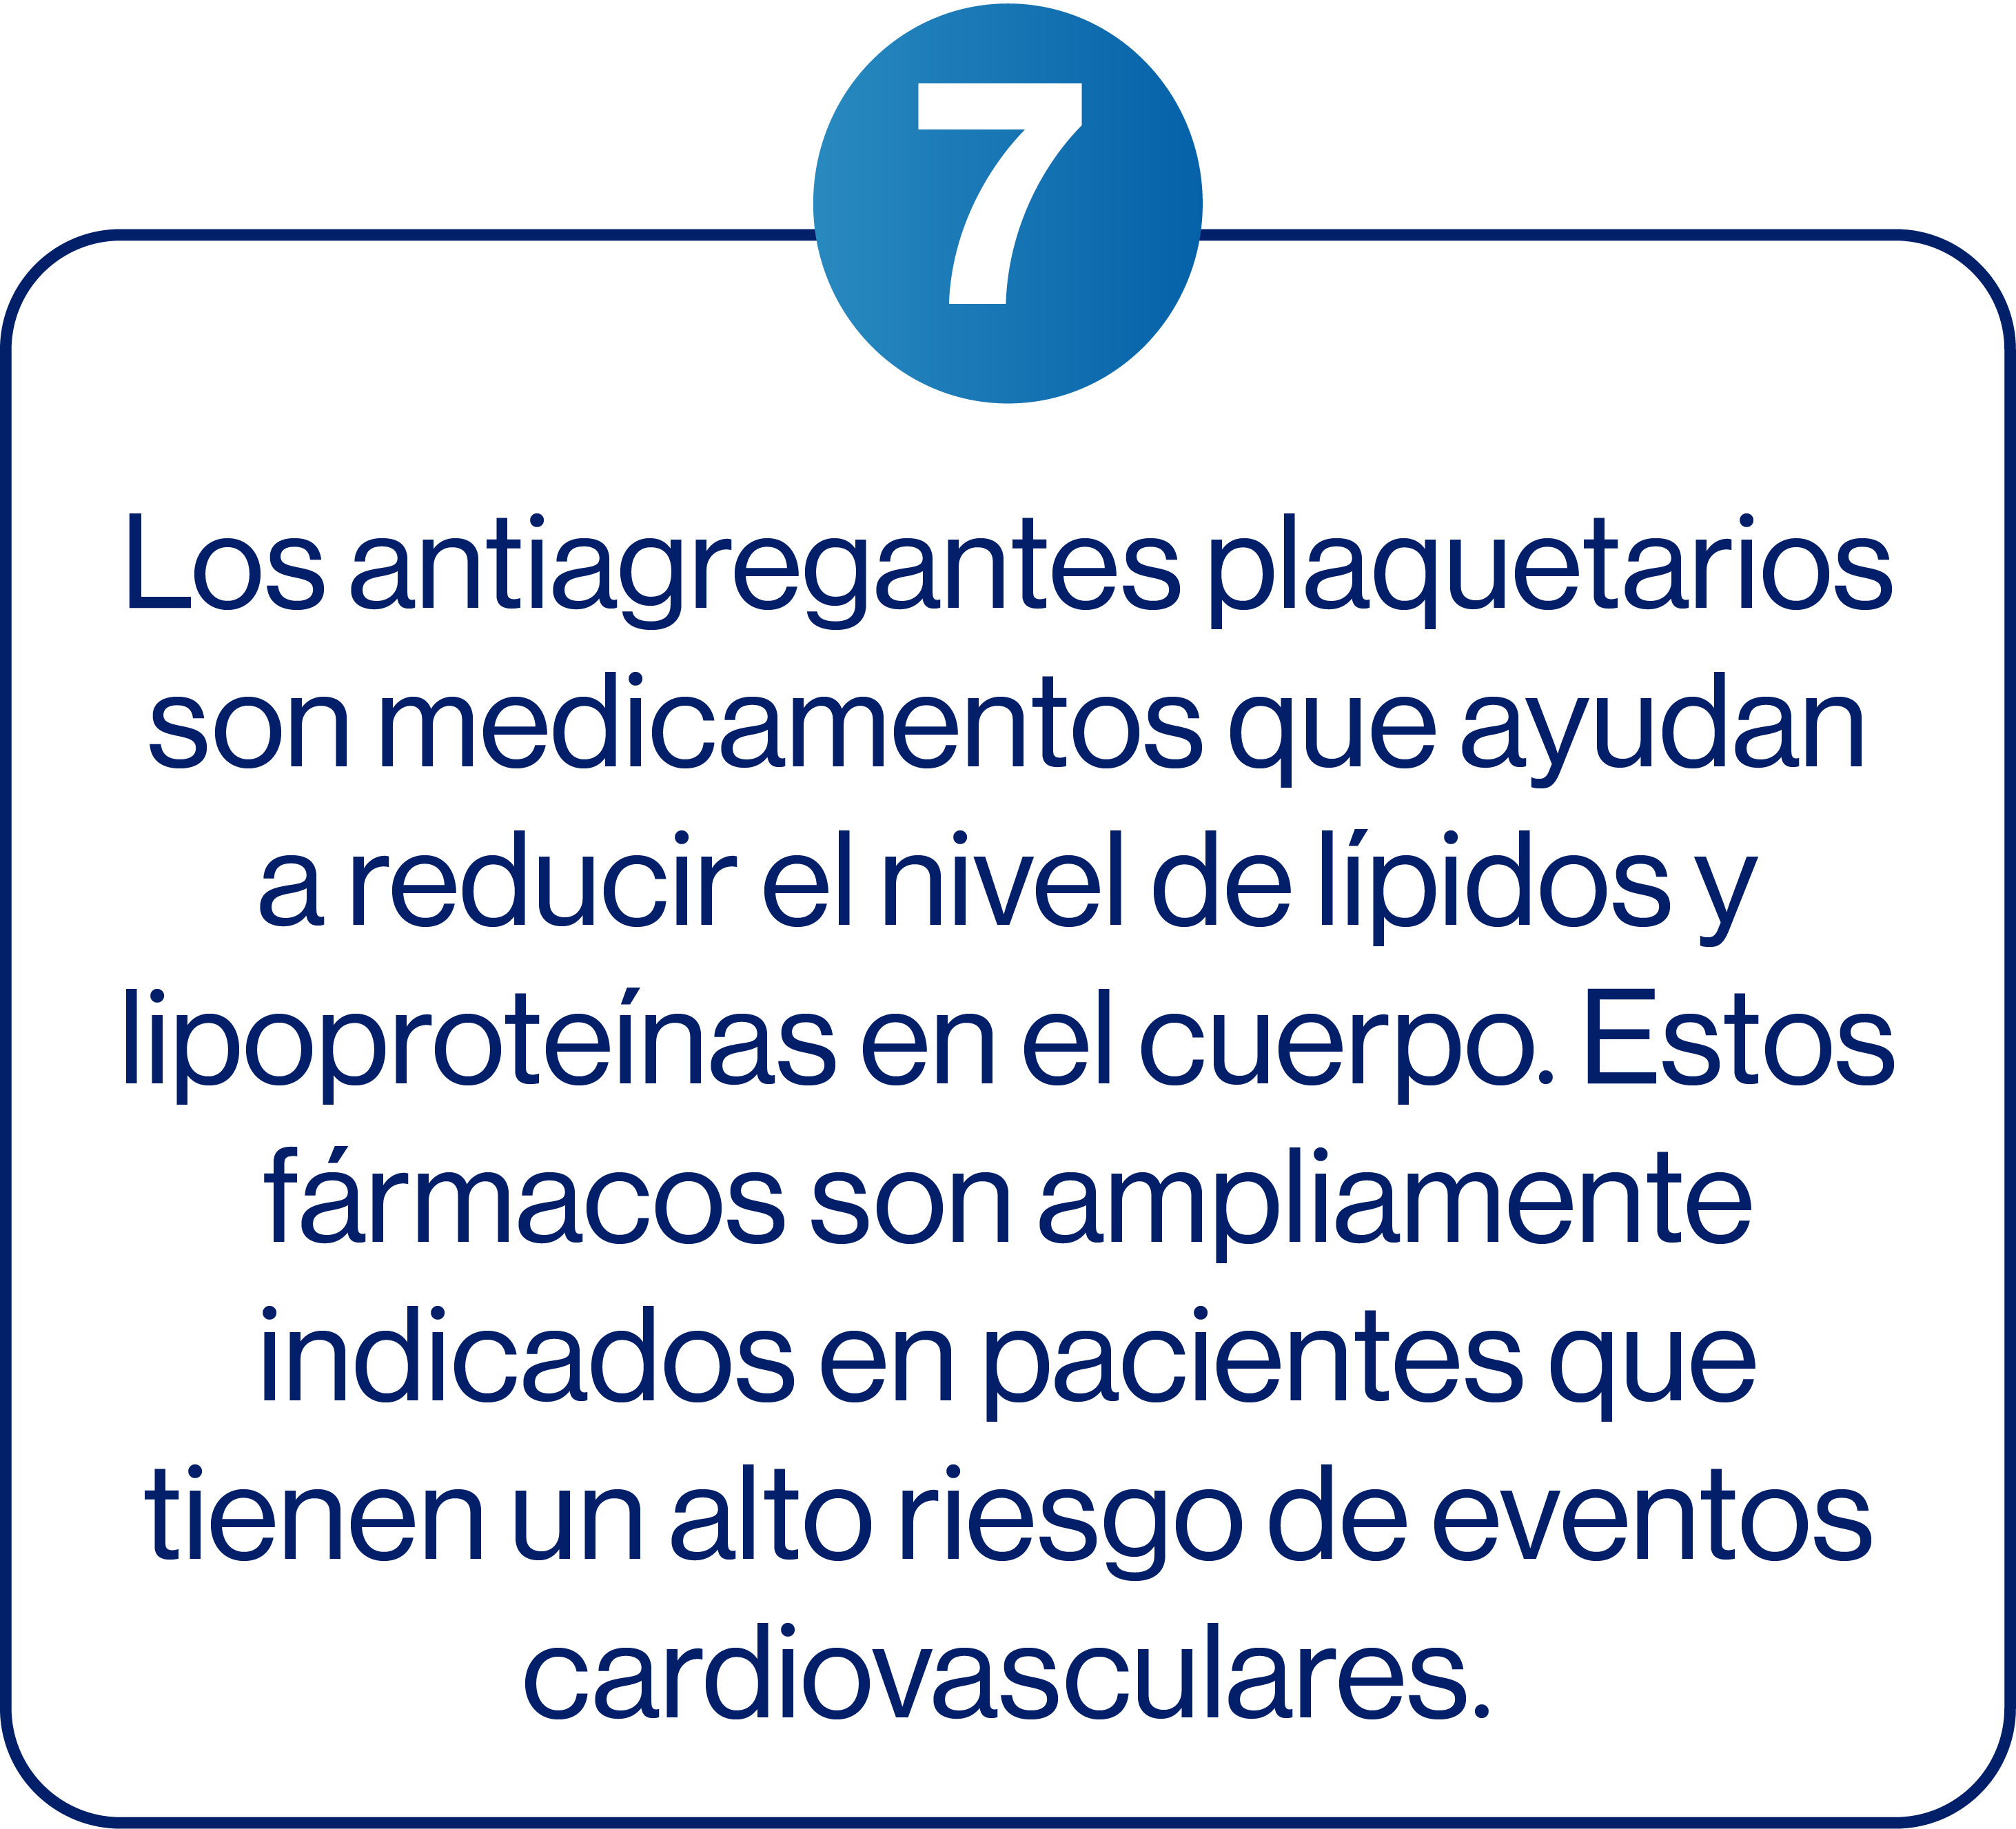 7
Los antiagregantes plaquetarios
son medicamentos que ayudan
a reducir el nivel de lípidos y
lipoproteínas en el cuerpo. Estos
fármacos son ampliamente
indicados en pacientes que
tienen un alto riesgo de eventos
cardiovasculares.